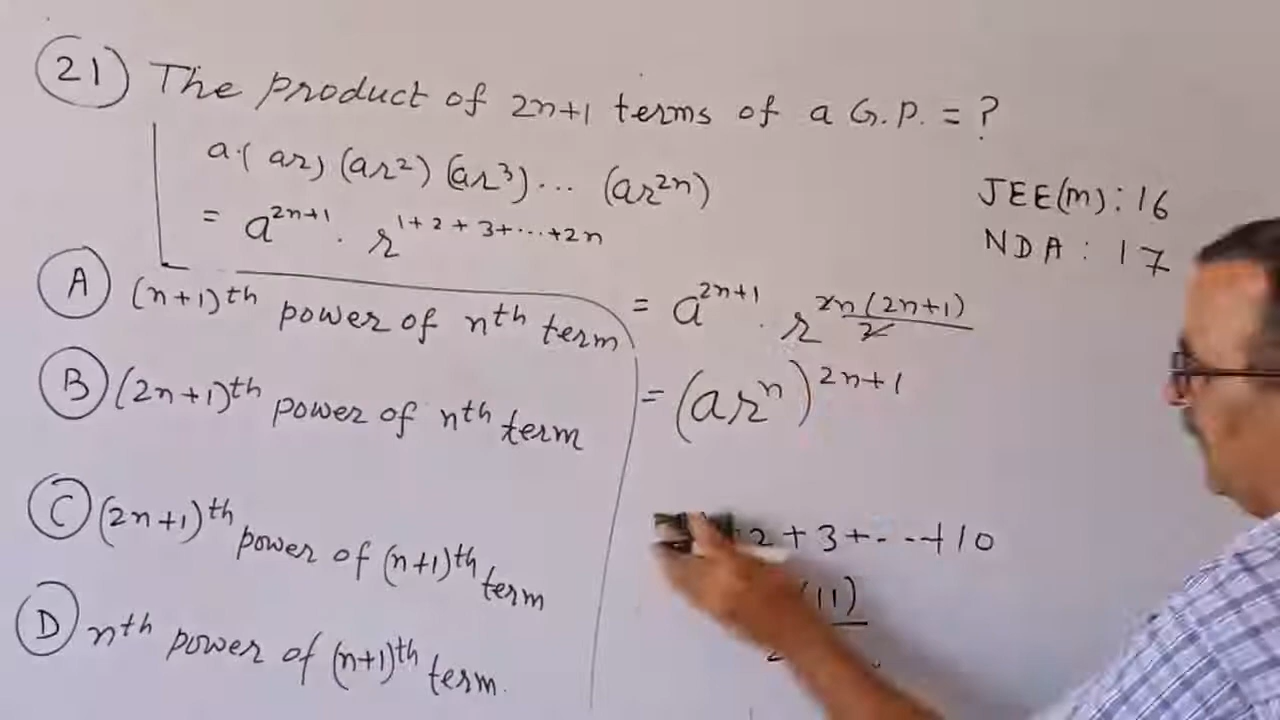 (21) The product of 2n+1 terms of a G.P. = ?
a.(ar)(ar²)(ar³)...(ar²ⁿ)
= a²ⁿ⁺¹. r¹⁺²⁺³⁺···⁺²ⁿ
JEE(m): 16
NDA : 17
(A) (n+1)th power of nth term
(B) (2n+1)th power of nth term
(C) (2n+1)th power of (n+1)th term
(D) nth power of (n+1)th term.
= a²ⁿ⁺¹. r^(2n(2n+1)/2)
= (arⁿ)²ⁿ⁺¹
2+3+...+10
(11)
2